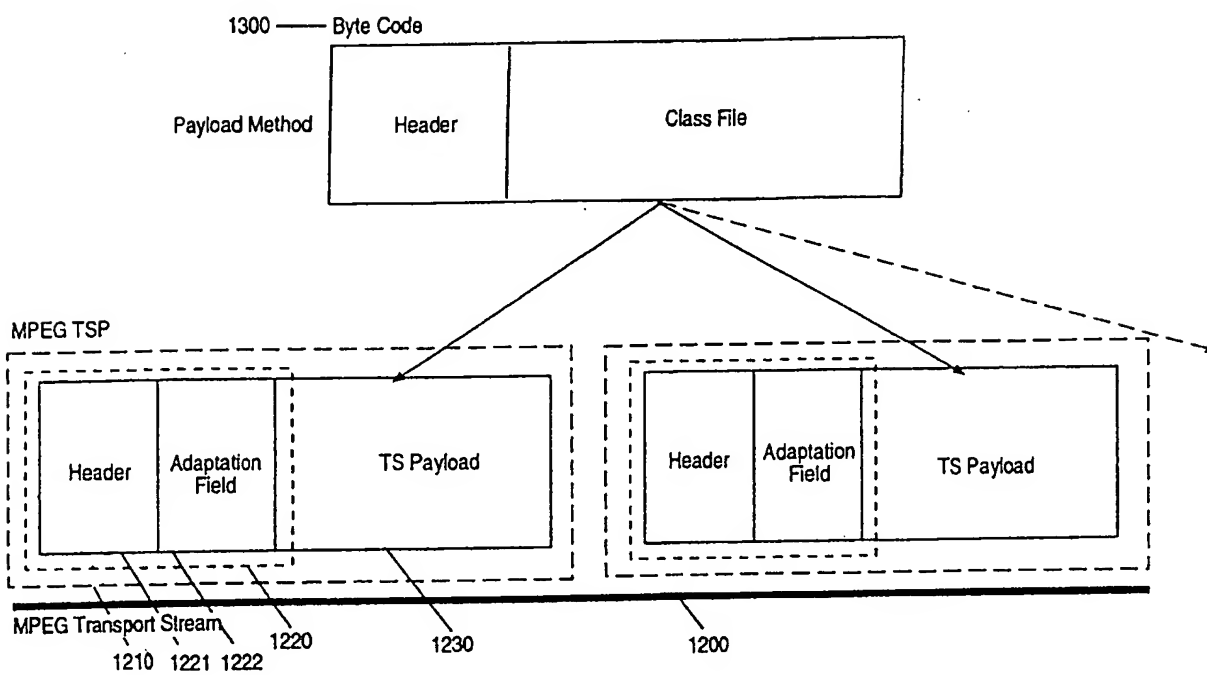 1300 Byte Code
Payload Method
Header
Class File
MPEG TSP
Header
Adaptation
Field
TS Payload
Header
Adaptation
Field
TS Payload
MPEG Transport Stream
1210
1221
1222
1220
1230
1200